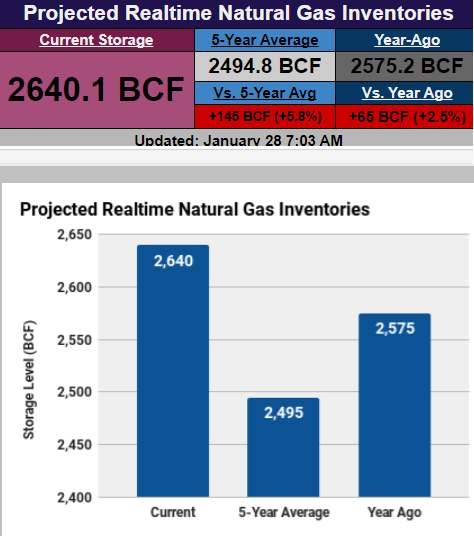 Projected Realtime Natural Gas Inventories
Current Storage
5-Year Average
Year-Ago
2640.1 BCF
2494.8 BCF
2575.2 BCF
Vs. 5-Year Avg
Vs. Year Ago
+145 BCF (+5.8%)
+65 BCF (+2.5%)
Updated: January 28 7:03 AM
Projected Realtime Natural Gas Inventories
Storage Level (BCF)
2,650
2,600
2,550
2,500
2,450
2,400
2,640
2,495
2,575
Current
5-Year Average
Year Ago